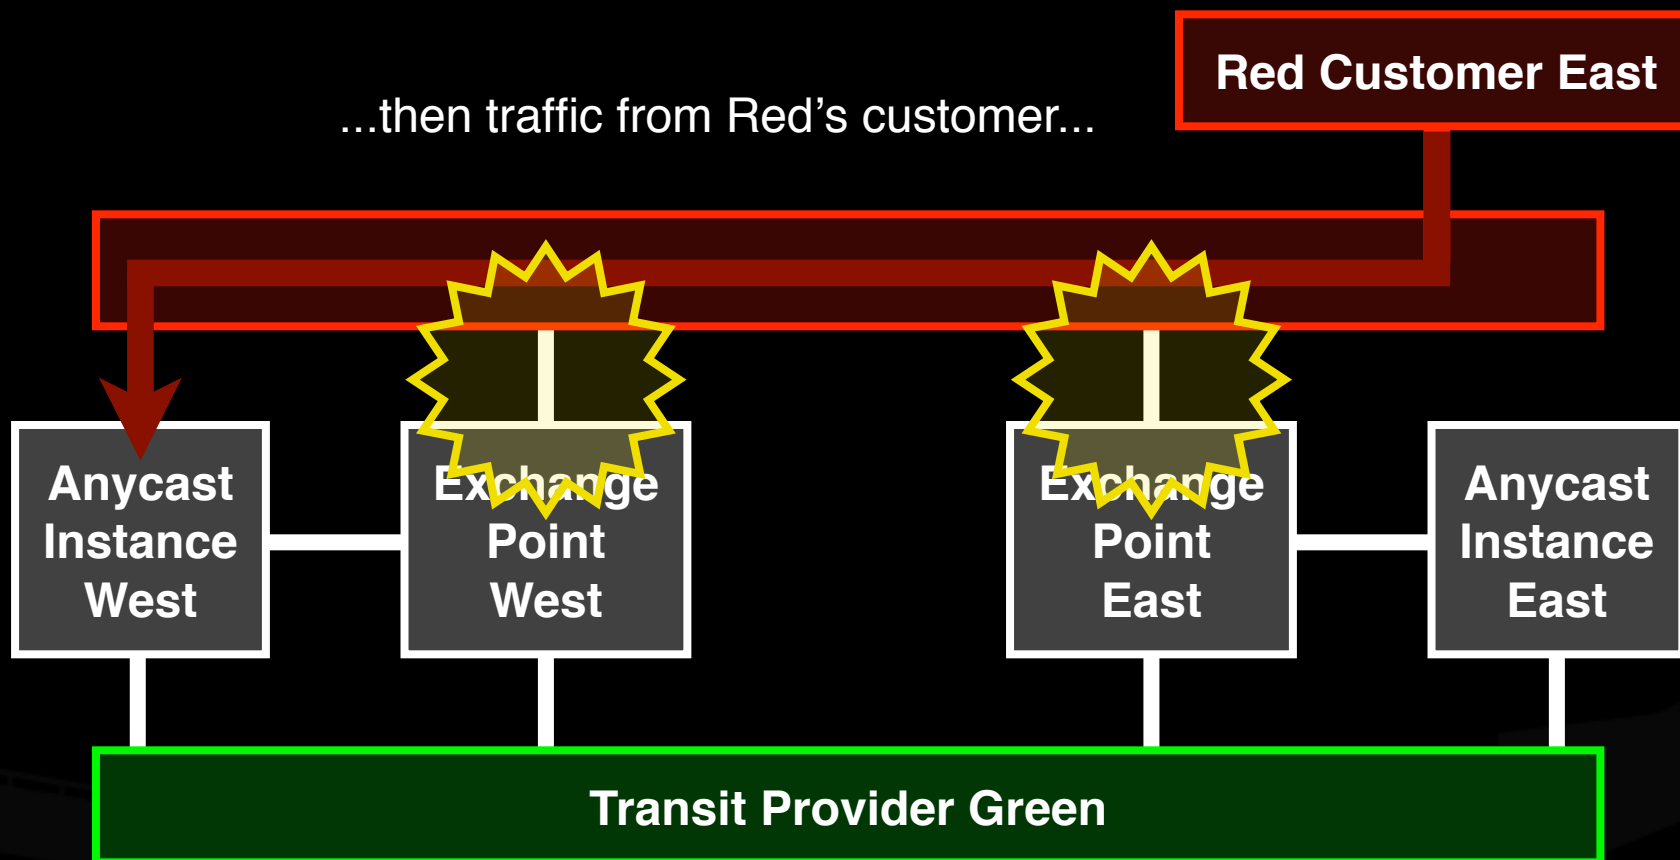 Red Customer East
...then traffic from Red’s customer...
Anycast
Instance
West
Exchange
Point
West
Exchange
Point
East
Anycast
Instance
East
Transit Provider Green